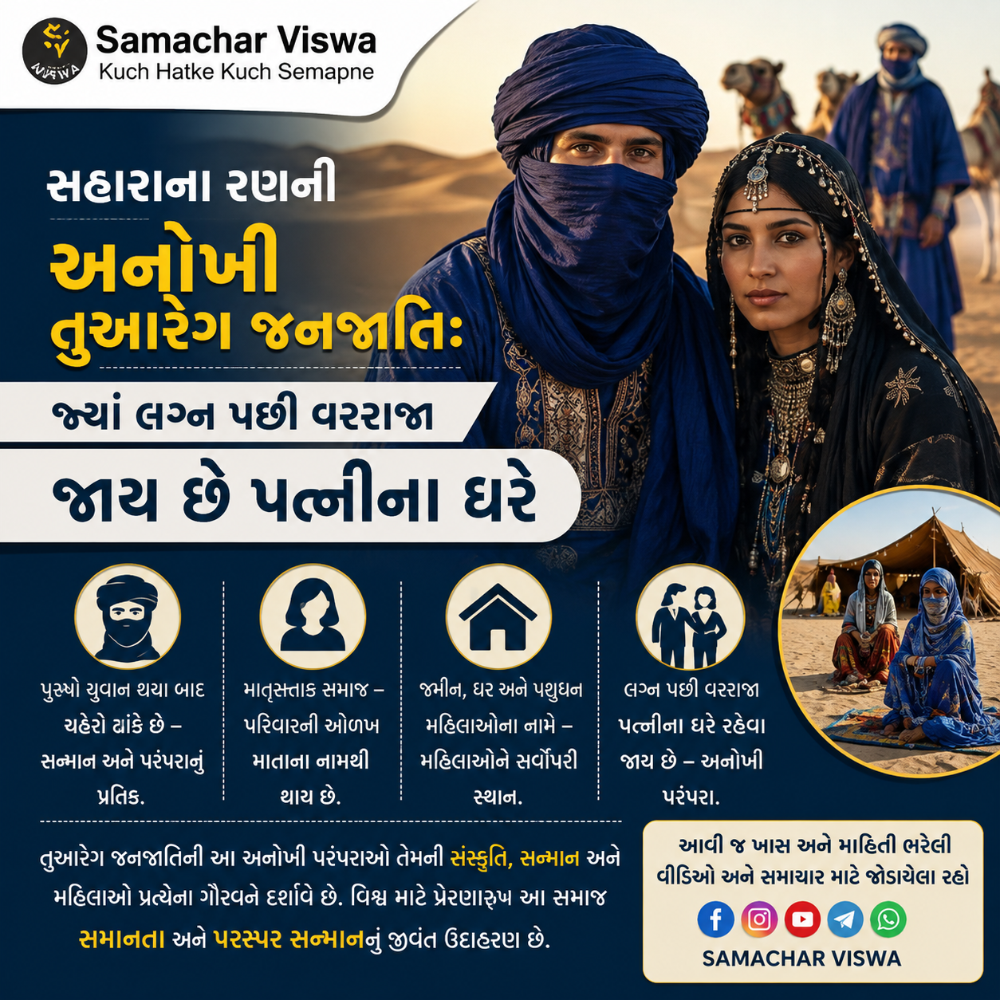 Samachar Viswa
Kuch Hatke Kuch Semapne
સહારાના રણની
અનોખી
તુઆરેગ જનજાતિઃ
જ્યાં લગ્ન પછી વરરાજા
જાય છે પત્નીના ઘરે
પુરુષો યુવાન થયા બાદ
ચહેરો ઢાંકે છે –
સન્માન અને પરંપરાનું
પ્રતિક.
માતૃસત્તાક સમાજ –
પરિવારની ઓળખ
માતાના નામથી
થાય છે.
જમીન, ઘર અને પશુધન
મહિલાઓના નામે –
મહિલાઓને સર્વોપરી
સ્થાન.
લગ્ન પછી વરરાજા
પત્નીના ઘરે રહેવા
જાય છે – અનોખી
પરંપરા.
તુઆરેગ જનજાતિની આ અનોખી પરંપરાઓ તેમની સંસ્કૃતિ, સન્માન અને
મહિલાઓ પ્રત્યેના ગૌરવને દર્શાવે છે. વિશ્વ માટે પ્રેરણારૂપ આ સમાજ
સમાનતા અને પરસ્પર સન્માનનું જીવંત ઉદાહરણ છે.
આવી જ ખાસ અને માહિતી ભરેલી
વીડિઓ અને સમાચાર માટે જોડાયેલા રહો
SAMACHAR VISWA